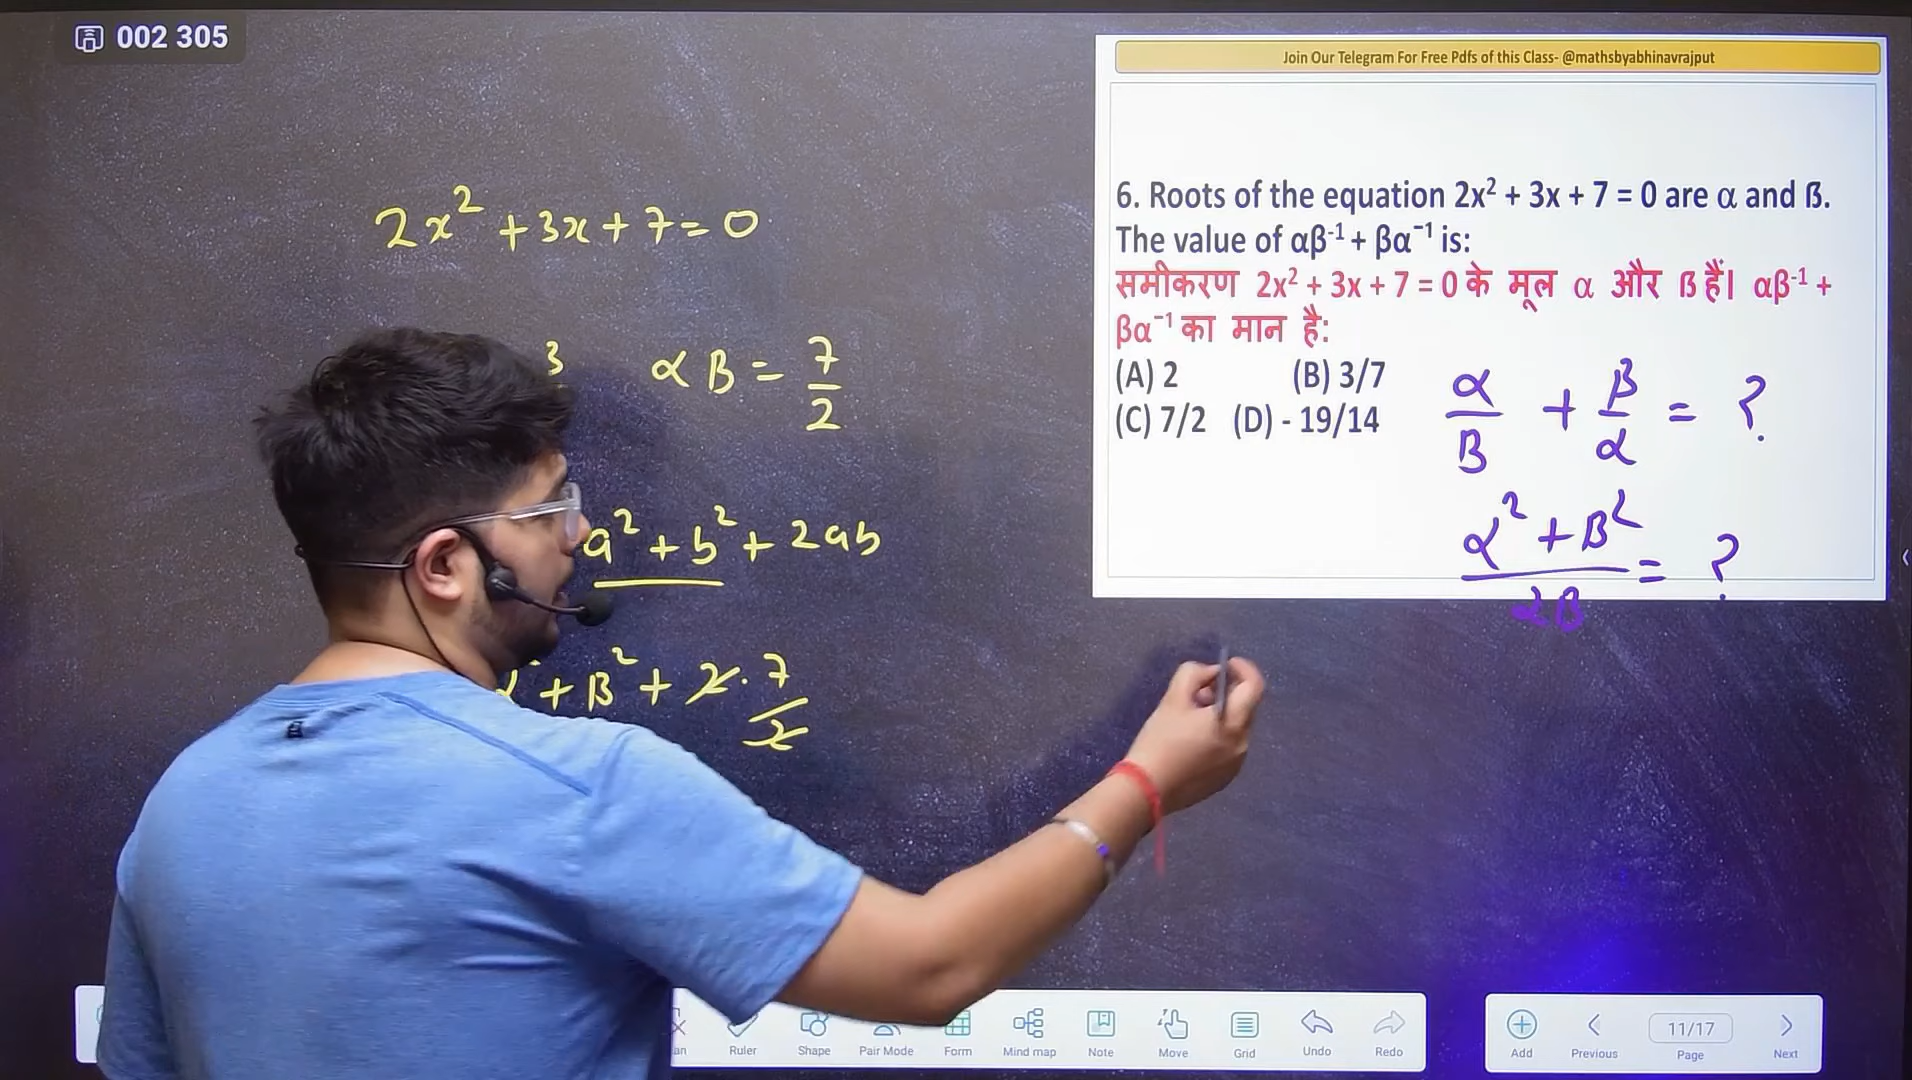 002 305
Join Our Telegram For Free Pdfs of this Class- @mathsbyabhinavrajput
2x² + 3x + 7 = 0
3 αβ = 7/2
a² + b² + 2ab
+ β² + 2·7/2
6. Roots of the equation 2x² + 3x + 7 = 0 are α and ß.
The value of αβ⁻¹ + βα⁻¹ is:
समीकरण 2x² + 3x + 7 = 0 के मूल α और ß हैं। αβ⁻¹ +
βα⁻¹ का मान है:
(A) 2 (B) 3/7
(C) 7/2 (D) - 19/14
α/β + β/α = ?
α² + β²/αβ = ?
Ruler Shape Pair Mode Form Mind map Note Move Grid Undo Redo
Add Previous 11/17 Page Next